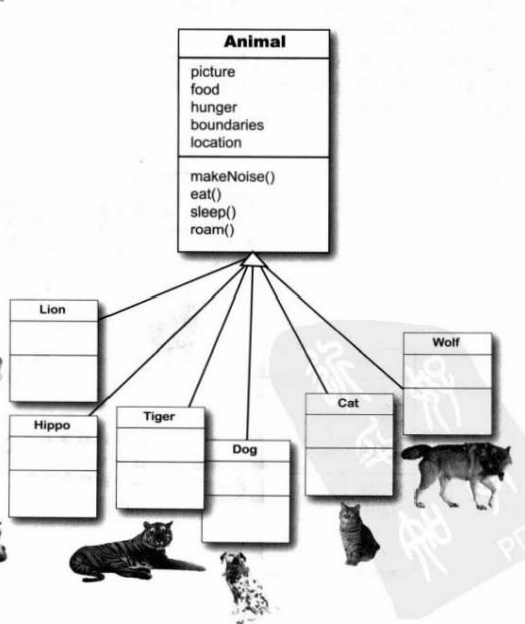 Animal
picture
food
hunger
boundaries
location
makeNoise()
eat()
sleep()
roam()
Lion
Wolf
Hippo
Tiger
Cat
Dog